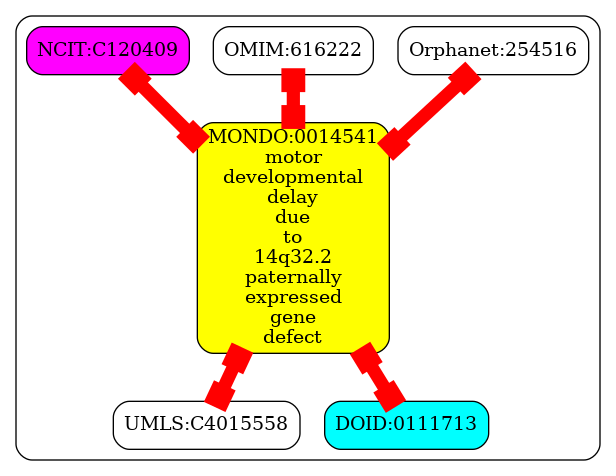 NCIT:C120409
OMIM:616222
Orphanet:254516
MONDO:0014541
motor
developmental
delay
due
to
14q32.2
paternally
expressed
gene
defect
UMLS:C4015558
DOID:0111713